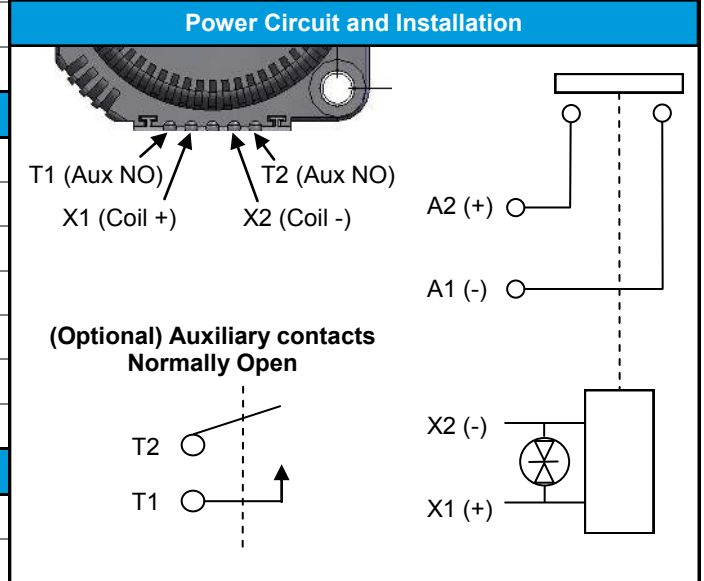 Power Circuit and Installation
T1 (Aux NO)
T2 (Aux NO)
X1 (Coil +)
X2 (Coil -)
(Optional) Auxiliary contacts
Normally Open
T2
T1
A2 (+)
A1 (-)
X2 (-)
X1 (+)